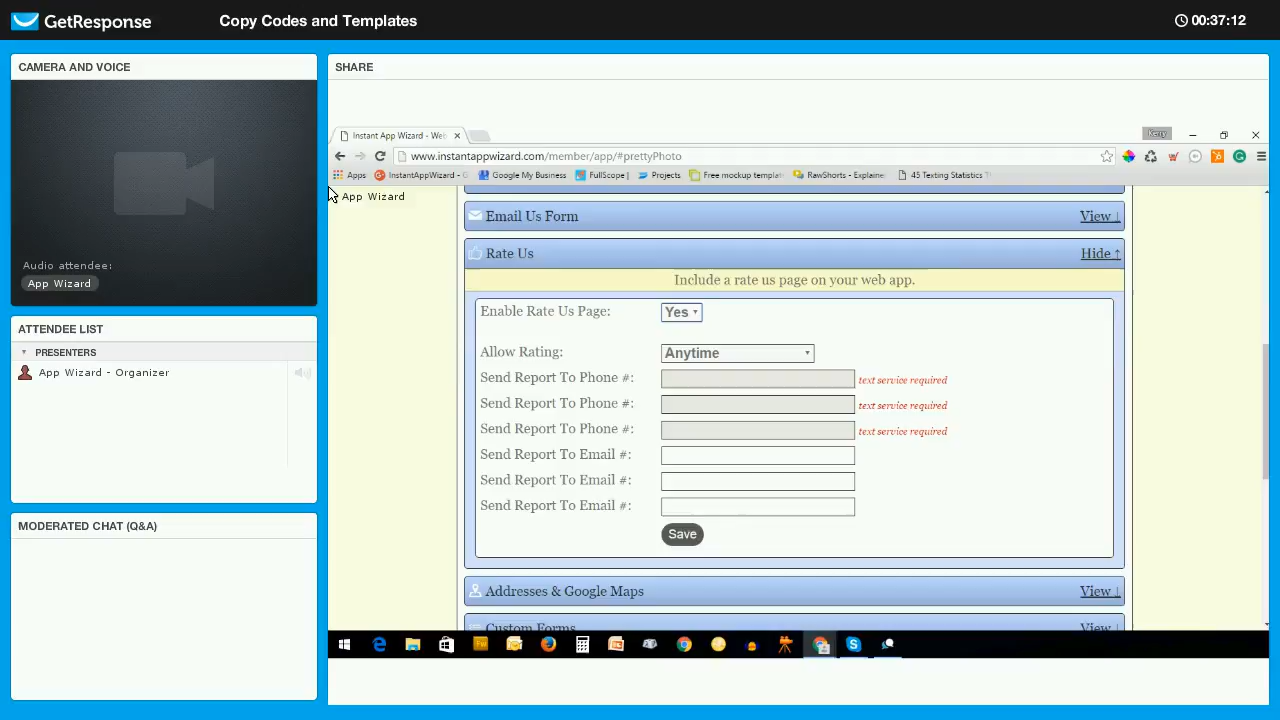 GetResponse
Copy Codes and Templates
00:37:12
CAMERA AND VOICE
Audio attendee:
App Wizard
ATTENDEE LIST
PRESENTERS
App Wizard - Organizer
MODERATED CHAT (Q&A)
SHARE
Instant App Wizard - Web
Kerry
www.instantappwizard.com/member/app/#prettyPhoto
Apps
InstantAppWizard - G
Google My Business
FullScope |
Projects
Free mockup templat
RawShorts - Explaine
45 Texting Statistics T
App Wizard
Email Us Form
View ↓
Rate Us
Hide ↑
Include a rate us page on your web app.
Enable Rate Us Page:
Yes
Allow Rating:
Anytime
Send Report To Phone #:
text service required
Send Report To Phone #:
text service required
Send Report To Phone #:
text service required
Send Report To Email #:
Send Report To Email #:
Send Report To Email #:
Save
Addresses & Google Maps
View ↓
Custom Forms
View ↓